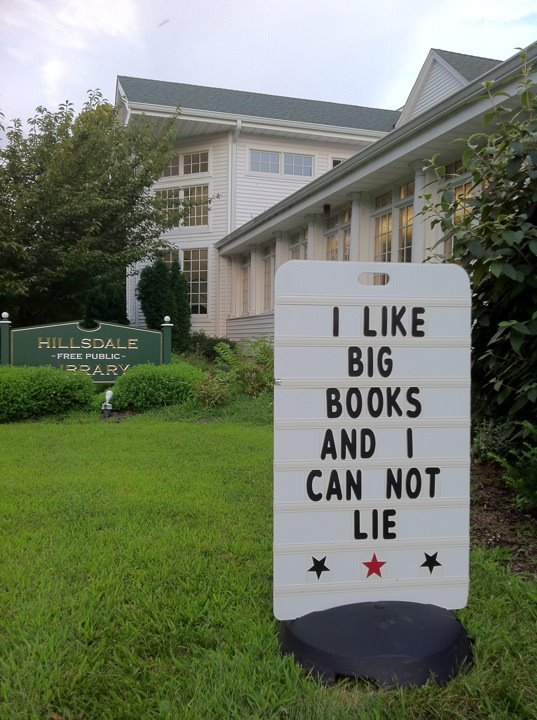 I LIKE
BIG
BOOKS
AND I
CAN NOT
LIE
HILLSDALE
~FREE PUBLIC~
LIBRARY